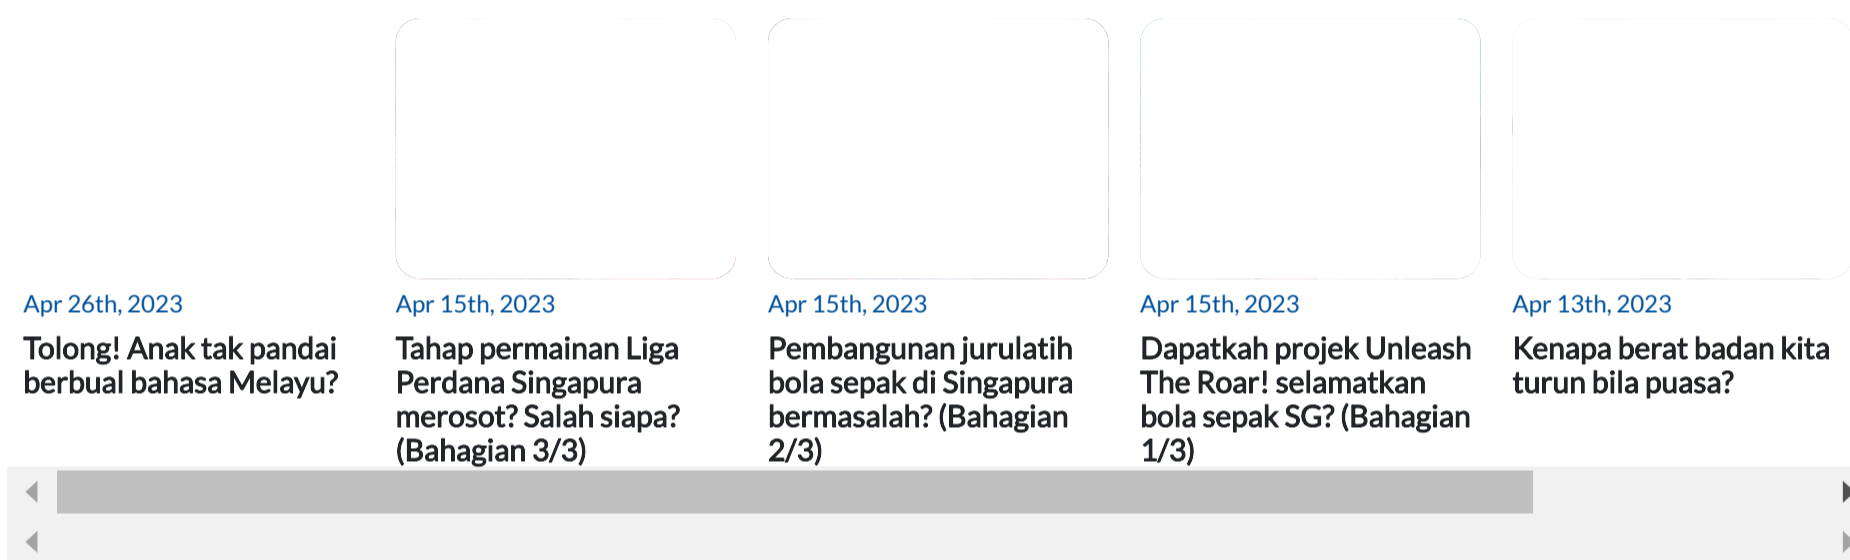 Apr 26th, 2023
Tolong! Anak tak pandai
berbual bahasa Melayu?
Apr 15th, 2023
Tahap permainan Liga
Perdana Singapura
merosot? Salah siapa?
(Bahagian 3/3)
Apr 15th, 2023
Pembangunan jurulatih
bola sepak di Singapura
bermasalah? (Bahagian
2/3)
Apr 15th, 2023
Dapatkah projek Unleash
The Roar! selamatkan
bola sepak SG? (Bahagian
1/3)
Apr 13th, 2023
Kenapa berat badan kita
turun bila puasa?